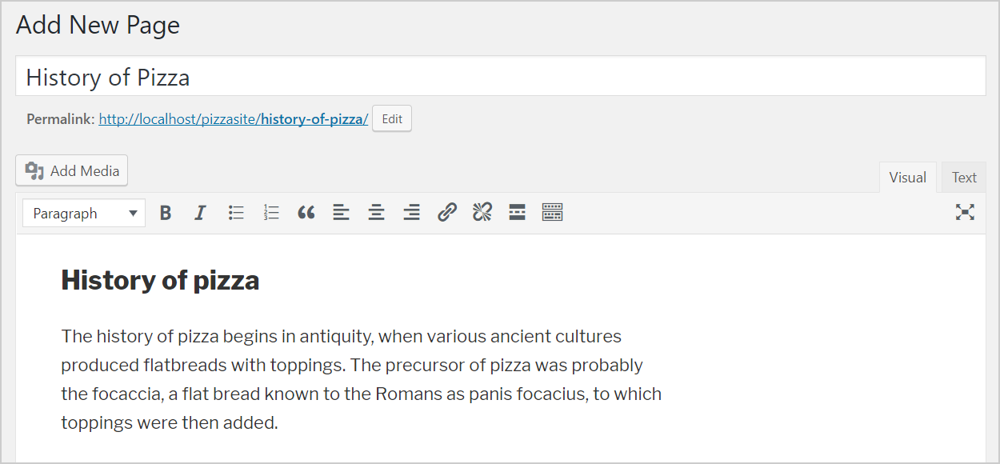 Add New Page
History of Pizza
Permalink: http://localhost/pizzasite/history-of-pizza/ Edit
Add Media
Visual Text
Paragraph
History of pizza
The history of pizza begins in antiquity, when various ancient cultures
produced flatbreads with toppings. The precursor of pizza was probably
the focaccia, a flat bread known to the Romans as panis focacius, to which
toppings were then added.